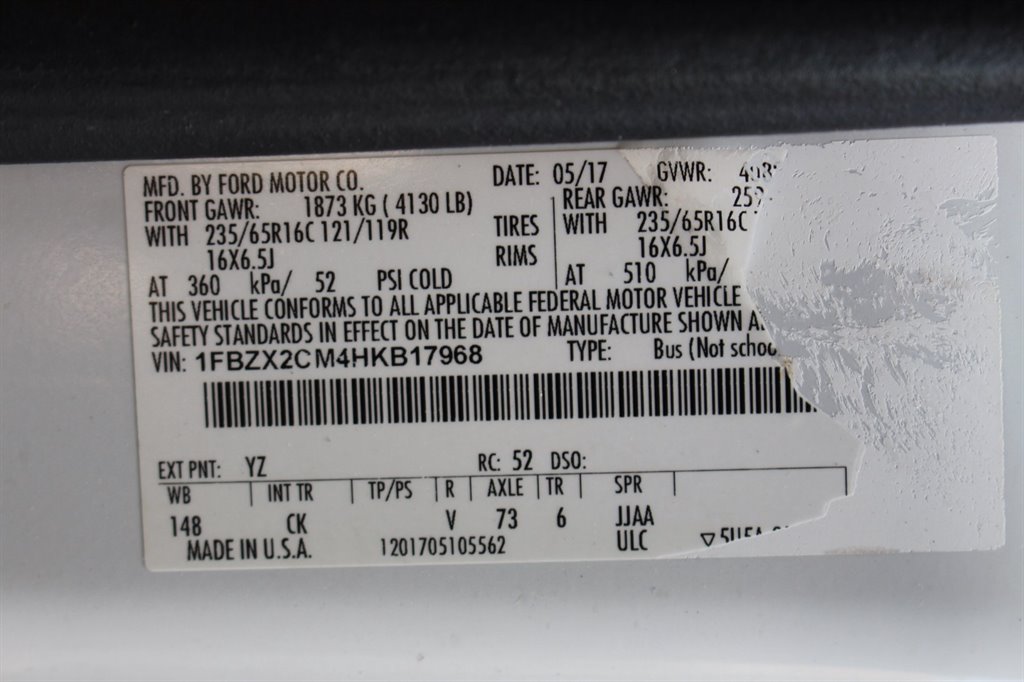 MFD. BY FORD MOTOR CO. DATE: 05/17 GVWR:
FRONT GAWR: 1873 KG ( 4130 LB) REAR GAWR:
WITH 235/65R16C 121/119R TIRES WITH 235/65R16C
16X6.5J RIMS 16X6.5J
AT 360 kPa/ 52 PSI COLD AT 510 kPa/
THIS VEHICLE CONFORMS TO ALL APPLICABLE FEDERAL MOTOR VEHICLE
SAFETY STANDARDS IN EFFECT ON THE DATE OF MANUFACTURE SHOWN
VIN: 1FBZX2CM4HKB17968 TYPE: Bus (Not
EXT PNT: YZ RC: 52 DSO:
WB INT TR TP/PS R AXLE TR SPR
148 CK V 73 6 JJAA
MADE IN U.S.A. 1201705105562 ULC